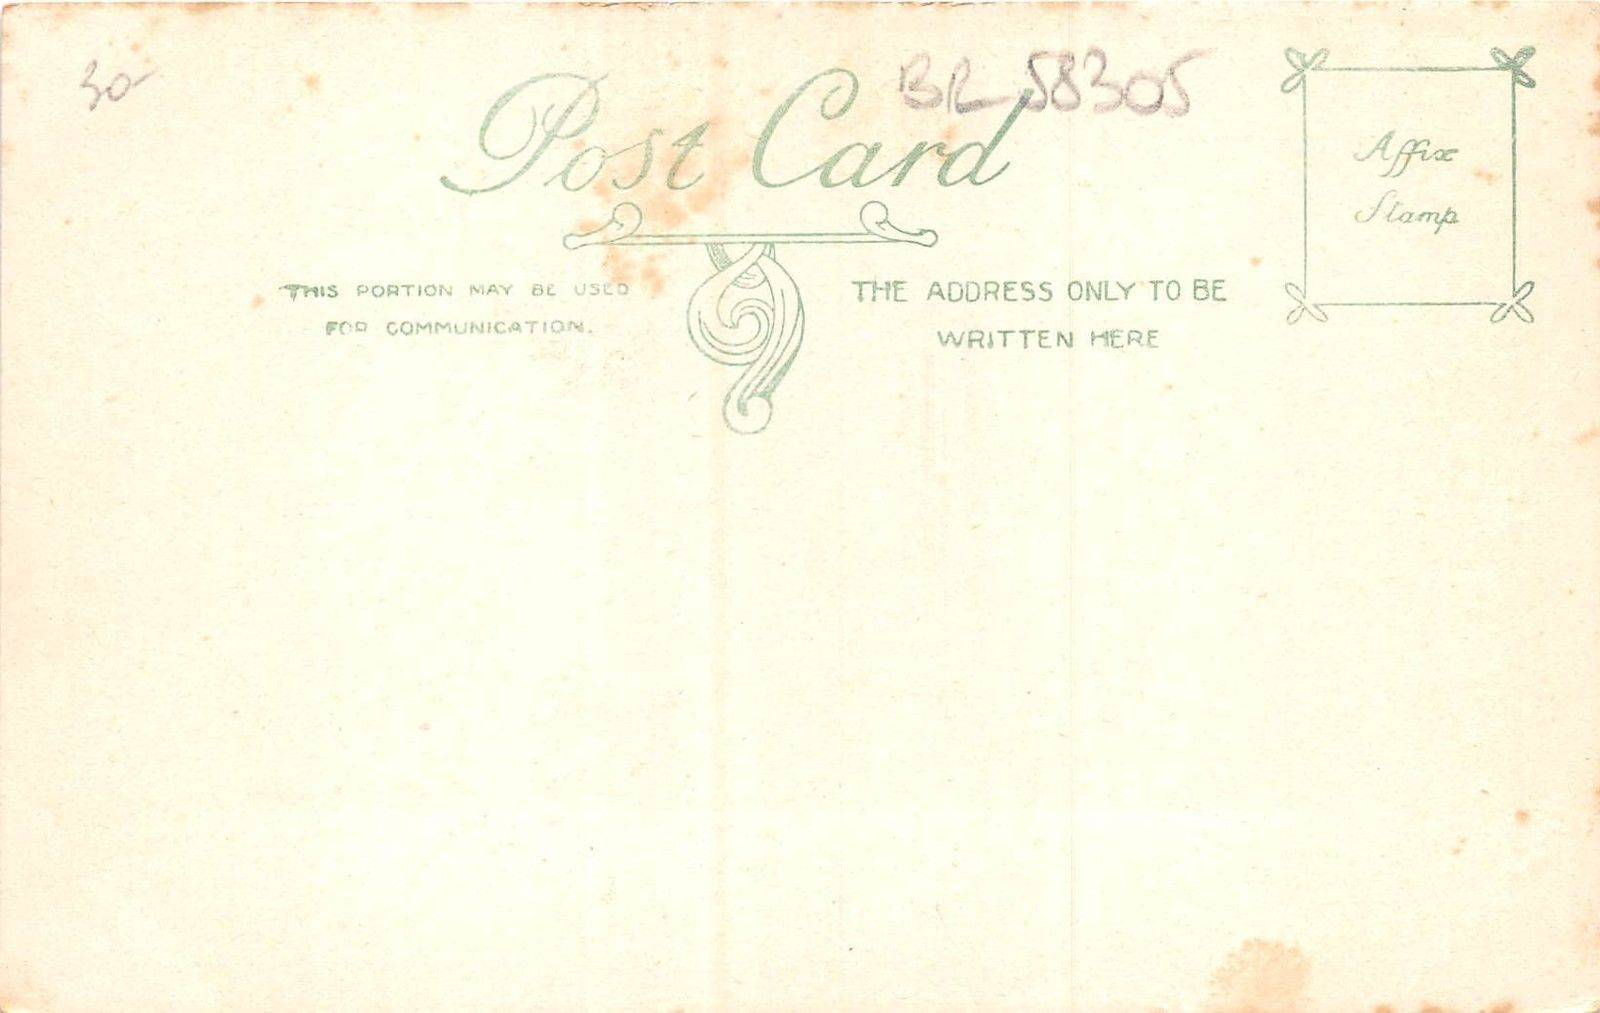 30-
BR 58305
Post Card
Affix
Stamp
THIS PORTION MAY BE USED
FOR COMMUNICATION.
THE ADDRESS ONLY TO BE
WRITTEN HERE